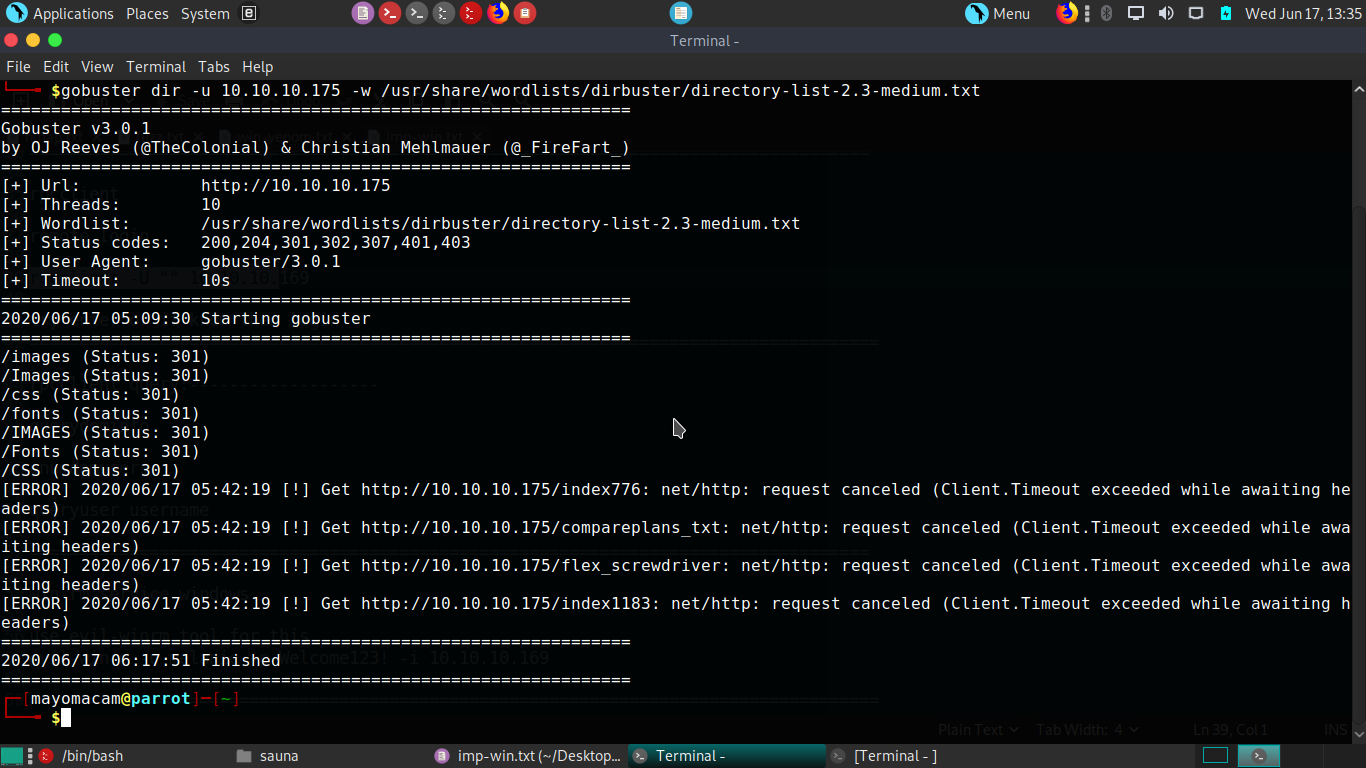 Applications Places System Menu Wed Jun 17, 13:35
Terminal -
File Edit View Terminal Tabs Help
$gobuster dir -u 10.10.10.175 -w /usr/share/wordlists/dirbuster/directory-list-2.3-medium.txt
===============================================================
Gobuster v3.0.1
by OJ Reeves (@TheColonial) & Christian Mehlmauer (@_FireFart_)
===============================================================
[+] Url:            http://10.10.10.175
[+] Threads:        10
[+] Wordlist:       /usr/share/wordlists/dirbuster/directory-list-2.3-medium.txt
[+] Status codes:   200,204,301,302,307,401,403
[+] User Agent:     gobuster/3.0.1
[+] Timeout:        10s
===============================================================
2020/06/17 05:09:30 Starting gobuster
===============================================================
/images (Status: 301)
/Images (Status: 301)
/css (Status: 301)
/fonts (Status: 301)
/IMAGES (Status: 301)
/Fonts (Status: 301)
/CSS (Status: 301)
[ERROR] 2020/06/17 05:42:19 [!] Get http://10.10.10.175/index776: net/http: request canceled (Client.Timeout exceeded while awaiting he
aders)
[ERROR] 2020/06/17 05:42:19 [!] Get http://10.10.10.175/compareplans_txt: net/http: request canceled (Client.Timeout exceeded while awa
iting headers)
[ERROR] 2020/06/17 05:42:19 [!] Get http://10.10.10.175/flex_screwdriver: net/http: request canceled (Client.Timeout exceeded while awa
iting headers)
[ERROR] 2020/06/17 05:42:19 [!] Get http://10.10.10.175/index1183: net/http: request canceled (Client.Timeout exceeded while awaiting h
eaders)
===============================================================
2020/06/17 06:17:51 Finished
===============================================================
[mayomacam@parrot]─[~]
$
Plain Text Tab Width: 4 Ln 39, Col 1 INS
/bin/bash sauna imp-win.txt (~/Desktop... Terminal - [Terminal - ]